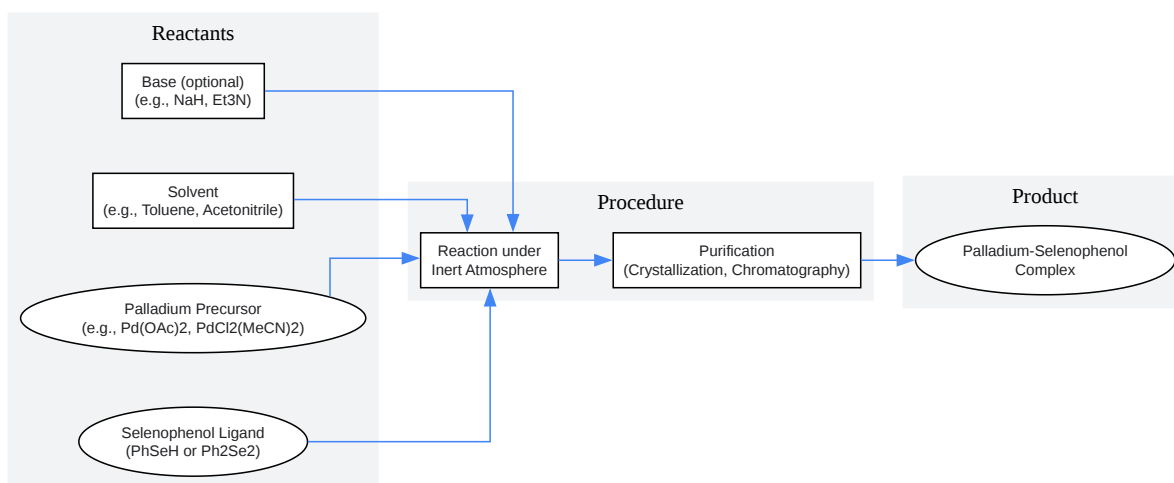 Reactants
Base (optional)
(e.g., NaH, Et3N)
Solvent
(e.g., Toluene, Acetonitrile)
Palladium Precursor
(e.g., Pd(OAc)2, PdCl2(MeCN)2)
Selenophenol Ligand
(PhSeH or Ph2Se2)
Procedure
Reaction under
Inert Atmosphere
Purification
(Crystallization, Chromatography)
Product
Palladium-Selenophenol
Complex